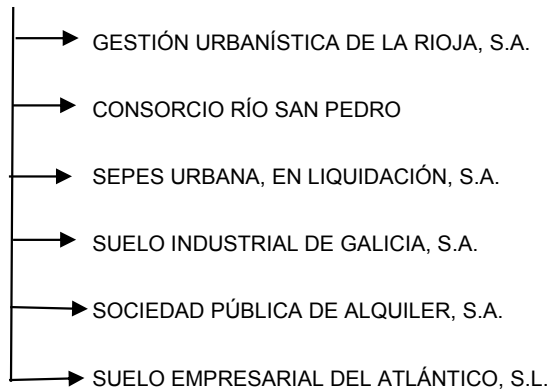 GESTIÓN URBANÍSTICA DE LA RIOJA, S.A.
CONSORCIO RÍO SAN PEDRO
SEPES URBANA, EN LIQUIDACIÓN, S.A.
SUELO INDUSTRIAL DE GALICIA, S.A.
SOCIEDAD PÚBLICA DE ALQUILER, S.A.
SUELO EMPRESARIAL DEL ATLÁNTICO, S.L.